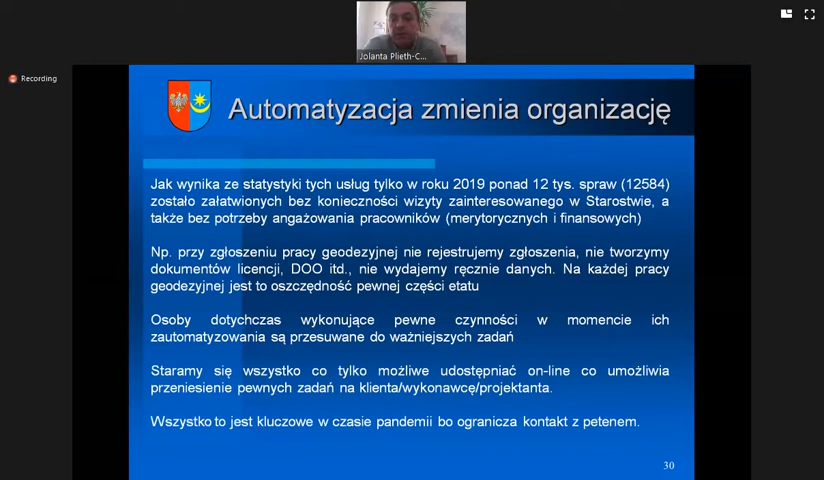 Jolanta Plieth-C...
Recording
Automatyzacja zmienia organizację
Jak wynika ze statystyki tych usług tylko w roku 2019 ponad 12 tys. spraw (12584)
zostało załatwionych bez konieczności wizyty zainteresowanego w Starostwie, a
także bez potrzeby angażowania pracowników (merytorycznych i finansowych)
Np. przy zgłoszeniu pracy geodezyjnej nie rejestrujemy zgłoszenia, nie tworzymy
dokumentów licencji, DOO itd., nie wydajemy ręcznie danych. Na każdej pracy
geodezyjnej jest to oszczędność pewnej części etatu
Osoby dotychczas wykonujące pewne czynności w momencie ich
zautomatyzowania są przesuwane do ważniejszych zadań
Staramy się wszystko co tylko możliwe udostępniać on-line co umożliwia
przeniesienie pewnych zadań na klienta/wykonawcę/projektanta.
Wszystko to jest kluczowe w czasie pandemii bo ogranicza kontakt z petenem.
30